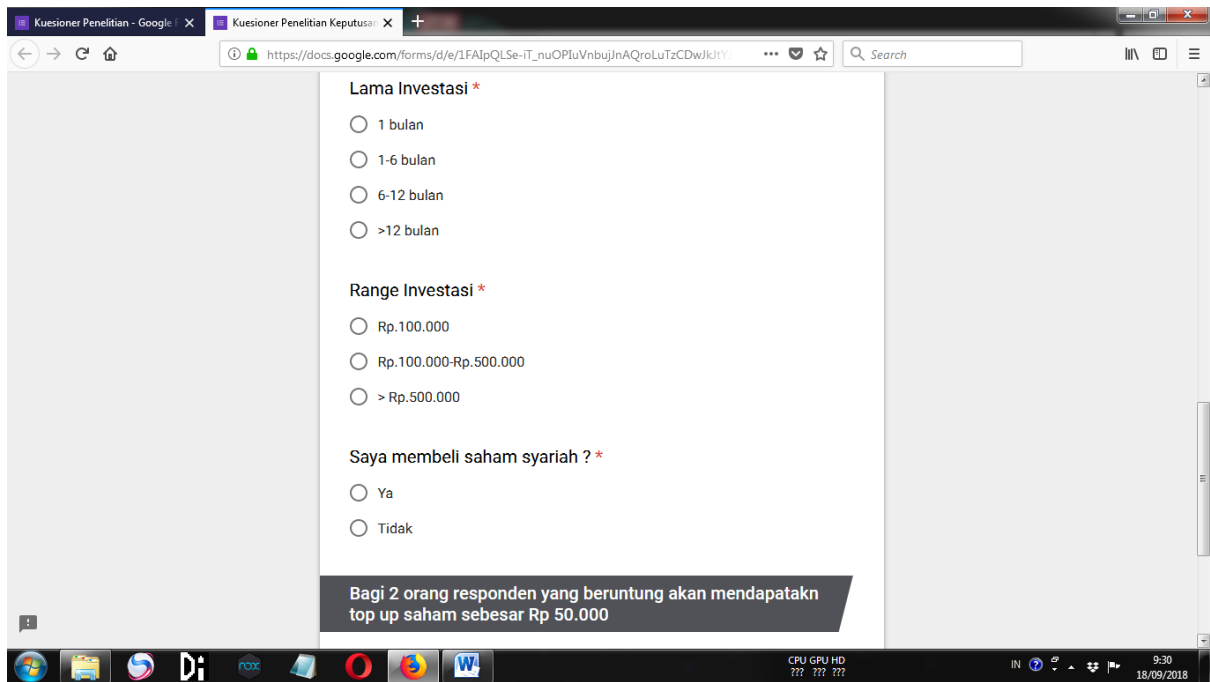 Kuesioner Penitian - Google F
Kuesioner Penelitian Keputusan
https://docs.google.com/forms/d/e/1FAIpQLSe-iT_nuOPIuVnbujJnAQroLuTzCDwJkJtY
Search
Lama Investasi *
1 bulan
1-6 bulan
6-12 bulan
>12 bulan
Range Investasi *
Rp.100.000
Rp.100.000-Rp.500.000
> Rp.500.000
Saya membeli saham syariah ? *
Ya
Tidak
Bagi 2 orang responden yang beruntung akan mendapatakn
top up saham sebesar Rp 50.000
Di
nox
W
CPU GPU HD
??? ??? ???
IN
9:30
18/09/2018